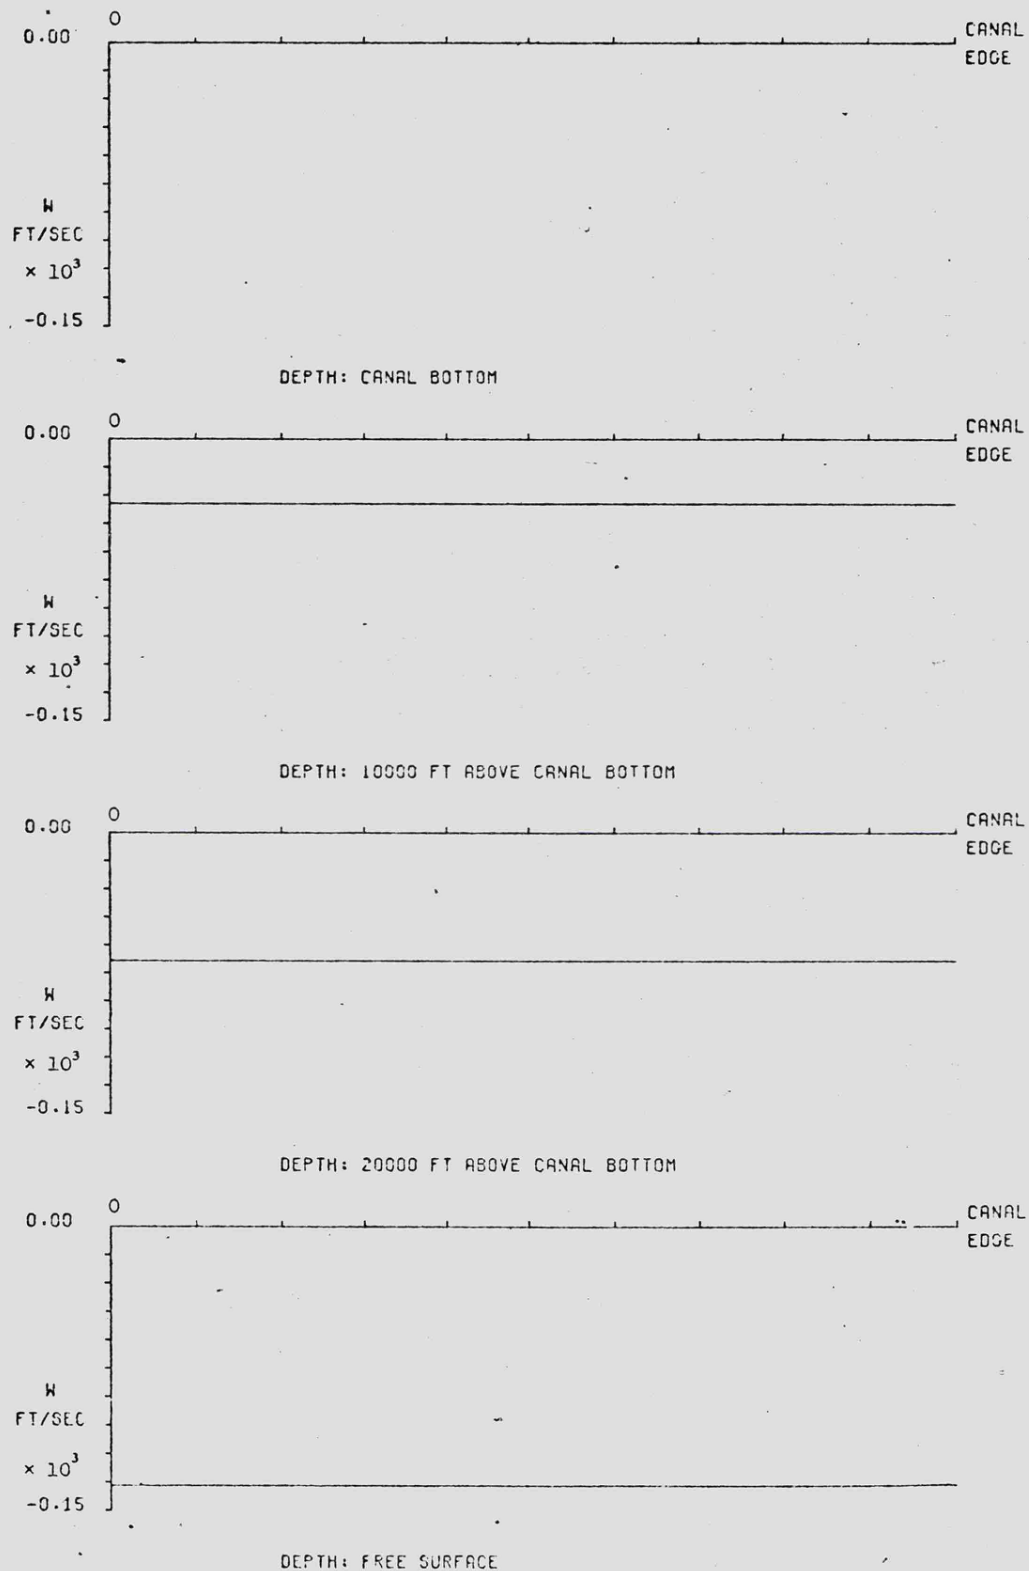 0
0.00
CANAL
EDGE
W
FT/SEC
× 10³
-0.15
DEPTH: CANAL BOTTOM
0
0.00
CANAL
EDGE
W
FT/SEC
× 10³
-0.15
DEPTH: 10000 FT ABOVE CANAL BOTTOM
0
0.00
CANAL
EDGE
W
FT/SEC
× 10³
-0.15
DEPTH: 20000 FT ABOVE CANAL BOTTOM
0
0.00
CANAL
EDGE
W
FT/SEC
× 10³
-0.15
DEPTH: FREE SURFACE